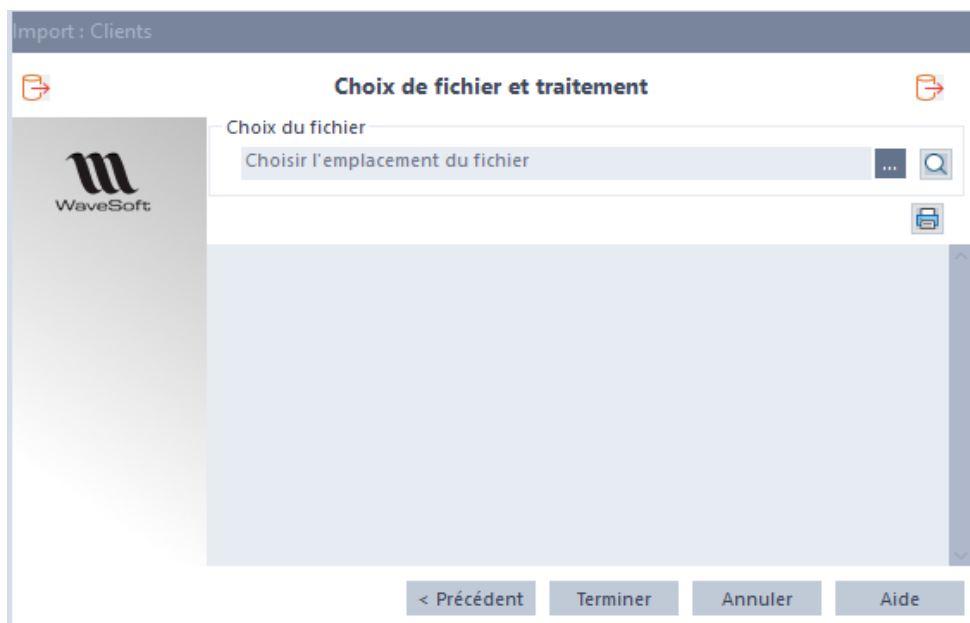 Import : Clients
Choix de fichier et traitement
Choix du fichier
Choisir l'emplacement du fichier
...
WaveSoft
< Précédent
Terminer
Annuler
Aide